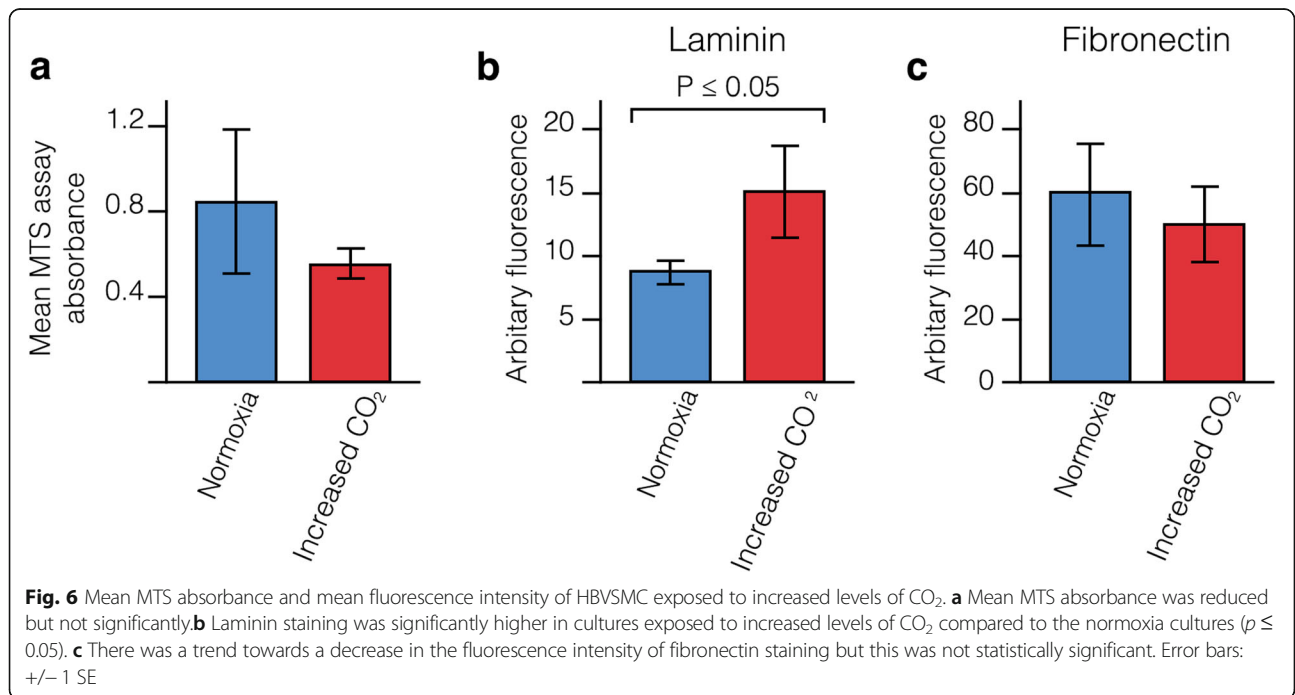 a
Mean MTS assay
absorbance
1.2
0.8
0.4
Normoxia
Increased CO₂
b
Laminin
P ≤ 0.05
Arbitary fluorescence
20
15
10
5
Normoxia
Increased CO₂
c
Fibronectin
Arbitary fluorescence
80
60
40
20
0
Normoxia
Increased CO₂
Fig. 6 Mean MTS absorbance and mean fluorescence intensity of HBVSMC exposed to increased levels of CO₂. a Mean MTS absorbance was reduced
but not significantly.b Laminin staining was significantly higher in cultures exposed to increased levels of CO₂ compared to the normoxia cultures (p ≤
0.05). c There was a trend towards a decrease in the fluorescence intensity of fibronectin staining but this was not statistically significant. Error bars:
+/− 1 SE